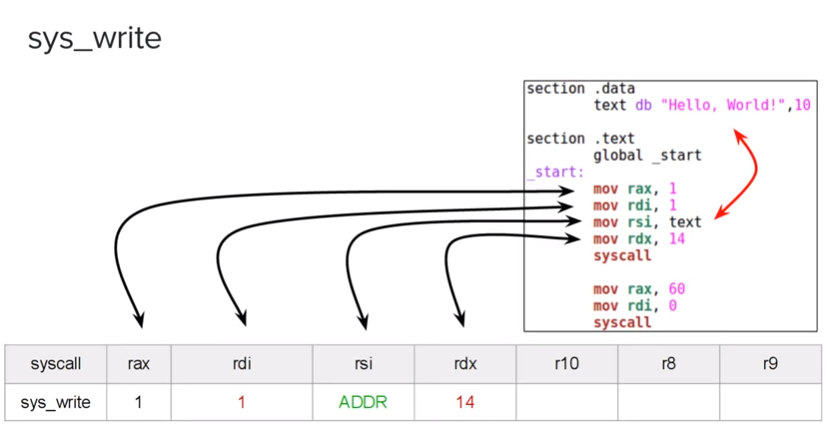 sys_write
section .data
text db "Hello, World!",10
section .text
global _start
_start:
mov rax, 1
mov rdi, 1
mov rsi, text
mov rdx, 14
syscall
mov rax, 60
mov rdi, 0
syscall
syscall rax rdi rsi rdx r10 r8 r9
sys_write 1 1 ADDR 14